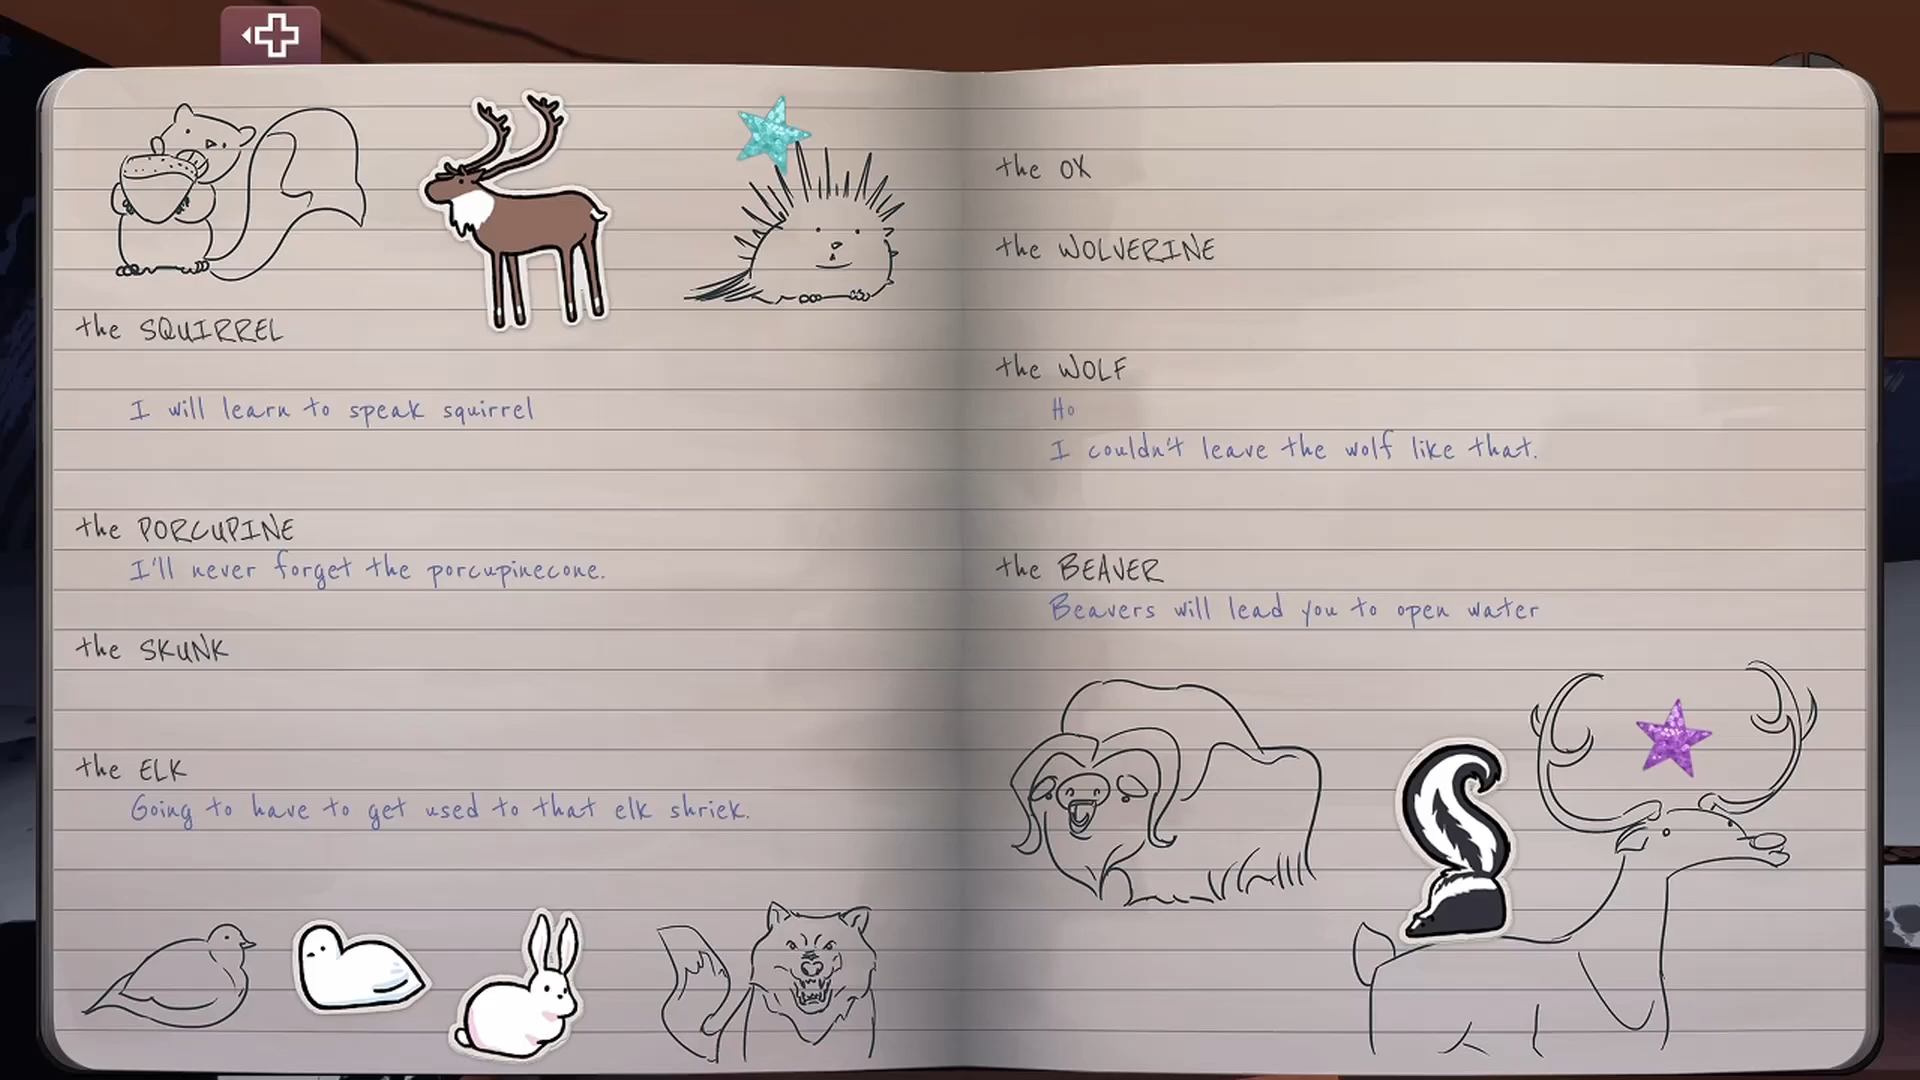 the SQUIRREL
I will learn to speak squirrel
the PORCUPINE
I'll never forget the porcupinecone.
the SKUNK
the ELK
Going to have to get used to that elk shriek.
the OX
the WOLVERINE
the WOLF
Ho
I couldn't leave the wolf like that.
the BEAVER
Beavers will lead you to open water